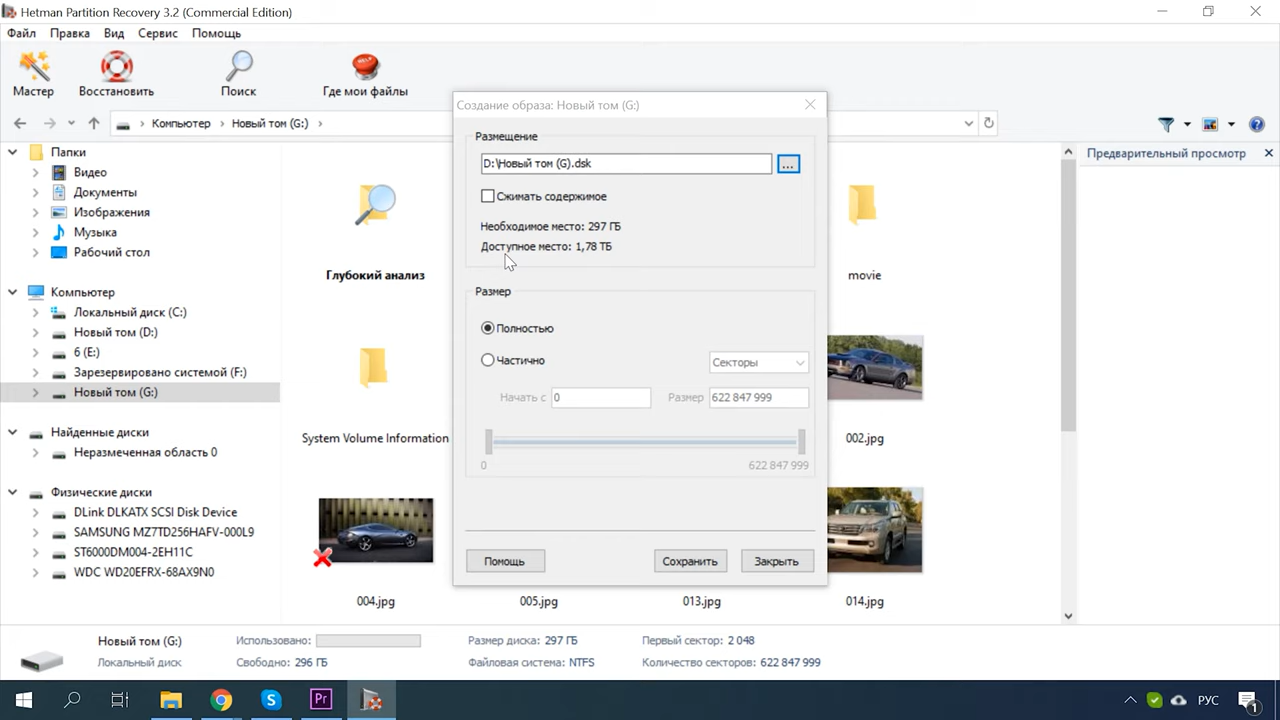 Hetman Partition Recovery 3.2 (Commercial Edition)
Файл Правка Вид Сервис Помощь
Мастер Восстановить Поиск Где мои файлы
Компьютер Новый том (G:)
Папки
Видео
Документы
Изображения
Музыка
Рабочий стол
Компьютер
Локальный диск (C:)
Новый том (D:)
6 (E:)
Зарезервировано системой (F:)
Новый том (G:)
Найденные диски
Неразмеченная область 0
Физические диски
DLink DLKATX SCSI Disk Device
SAMSUNG MZ7TD256HAFV-000L9
ST6000DM004-2EH11C
WDC WD20EFRX-68AX9N0
Глубокий анализ
movie
System Volume Information
002.jpg
004.jpg
005.jpg
013.jpg
014.jpg
Предварительный просмотр
Создание образа: Новый том (G:)
Размещение
D:\Новый том (G).dsk
...
Сжимать содержимое
Необходимое место: 297 ГБ
Доступное место: 1,78 ТБ
Размер
Полностью
Частично
Секторы
Начать с 0 Размер 622 847 999
0 622 847 999
Помощь Сохранить Закрыть
Новый том (G:) Использовано: Размер диска: 297 ГБ Первый сектор: 2 048
Локальный диск Свободно: 296 ГБ Файловая система: NTFS Количество секторов: 622 847 999
HELP
S
Pr
РУС
1